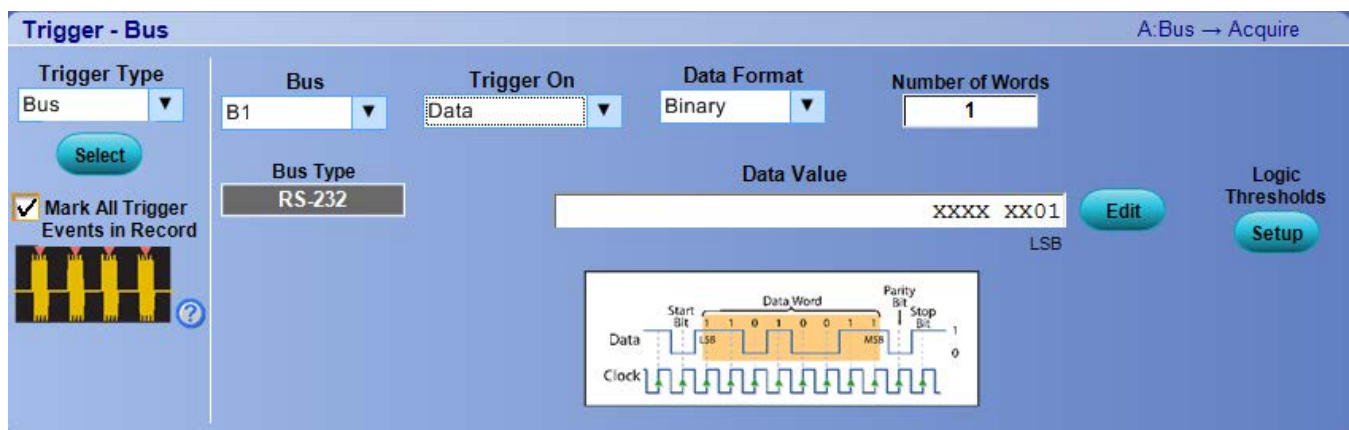 Trigger - Bus
A:Bus → Acquire
Trigger Type
Bus
Select
Mark All Trigger
Events in Record
Bus
B1
Trigger On
Data
Data Format
Binary
Number of Words
1
Bus Type
RS-232
Data Value
XXXX XX01
LSB
Edit
Logic
Thresholds
Setup
Start
Bit
Data Word
Parity
Bit
Stop
Bit
1 1 0 1 0 0 1 1
Data
LSB
MSB
1
0
Clock
?